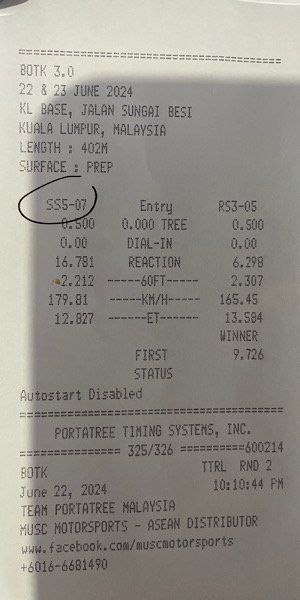 BOTK 3.0
22 & 23 JUNE 2024
KL BASE, JALAN SUNGAI BESI
KUALA LUMPUR, MALAYSIA
LENGTH : 402M
SURFACE : PREP
SS5-07 Entry RS3-05
0.500 0.000 TREE 0.500
0.00 DIAL-IN 0.00
16.781 REACTION 6.298
2.212 -----60FT----- 2.307
179.81 -----KM/H----- 165.45
12.827 ------ET------ 13.584
WINNER
FIRST 9.726
STATUS
Autostart Disabled
PORTATREE TIMING SYSTEMS, INC.
=============== 325/326 ==========600214
BOTK TTRL RND 2
June 22, 2024 10:10:44 PM
TEAM PORTATREE MALAYSIA
MUSC MOTORSPORTS - ASEAN DISTRIBUTOR
www.facebook.com/muscmotorsports
+6016-6681490